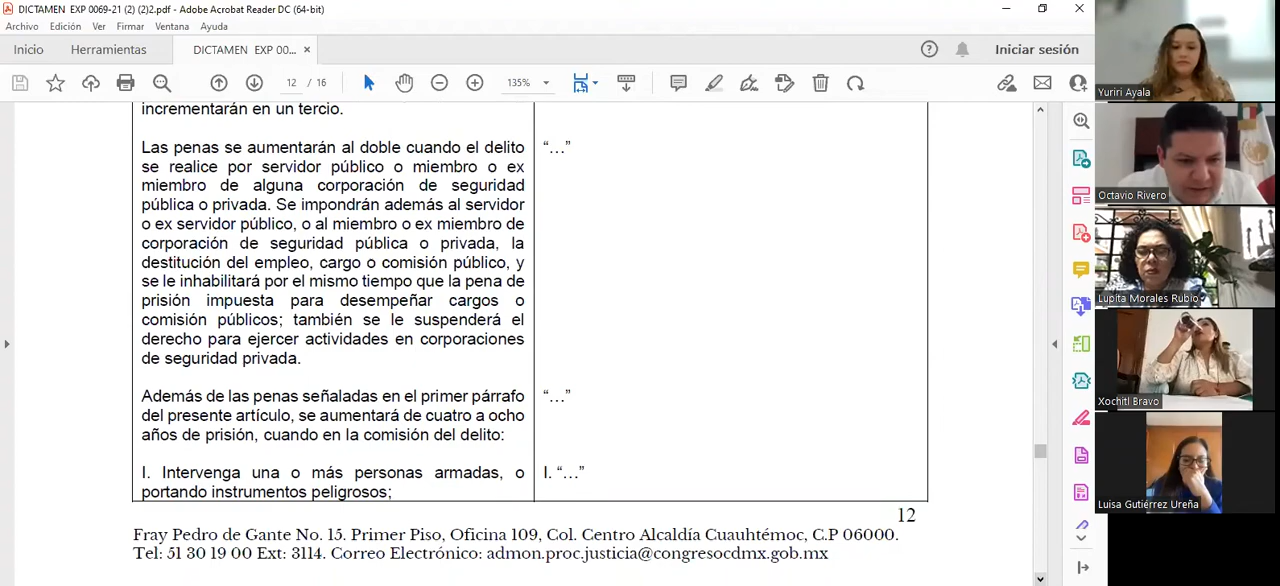 DICTAMEN EXP 0069-21 (2) (2)2.pdf - Adobe Acrobat Reader DC (64-bit)
Archivo Edición Ver Firmar Ventana Ayuda
Inicio Herramientas DICTAMEN EXP 00... × Iniciar sesión
12 / 16 135%
incrementarán en un tercio.
Las penas se aumentarán al doble cuando el delito “…”
se realice por servidor público o miembro o ex
miembro de alguna corporación de seguridad
pública o privada. Se impondrán además al servidor
o ex servidor público, o al miembro o ex miembro de
corporación de seguridad pública o privada, la
destitución del empleo, cargo o comisión público, y
se le inhabilitará por el mismo tiempo que la pena de
prisión impuesta para desempeñar cargos o
comisión públicos; también se le suspenderá el
derecho para ejercer actividades en corporaciones
de seguridad privada.
Además de las penas señaladas en el primer párrafo “…”
del presente artículo, se aumentará de cuatro a ocho
años de prisión, cuando en la comisión del delito:
I. Intervenga una o más personas armadas, o I. “…”
portando instrumentos peligrosos;
12
Fray Pedro de Gante No. 15. Primer Piso, Oficina 109, Col. Centro Alcaldía Cuauhtémoc, C.P 06000.
Tel: 51 30 19 00 Ext: 3114. Correo Electrónico: admon.proc.justicia@congresocdmx.gob.mx
Yuriri Ayala
Octavio Rivero
Lupita Morales Rubio
Xochitl Bravo
Luisa Gutiérrez Ureña